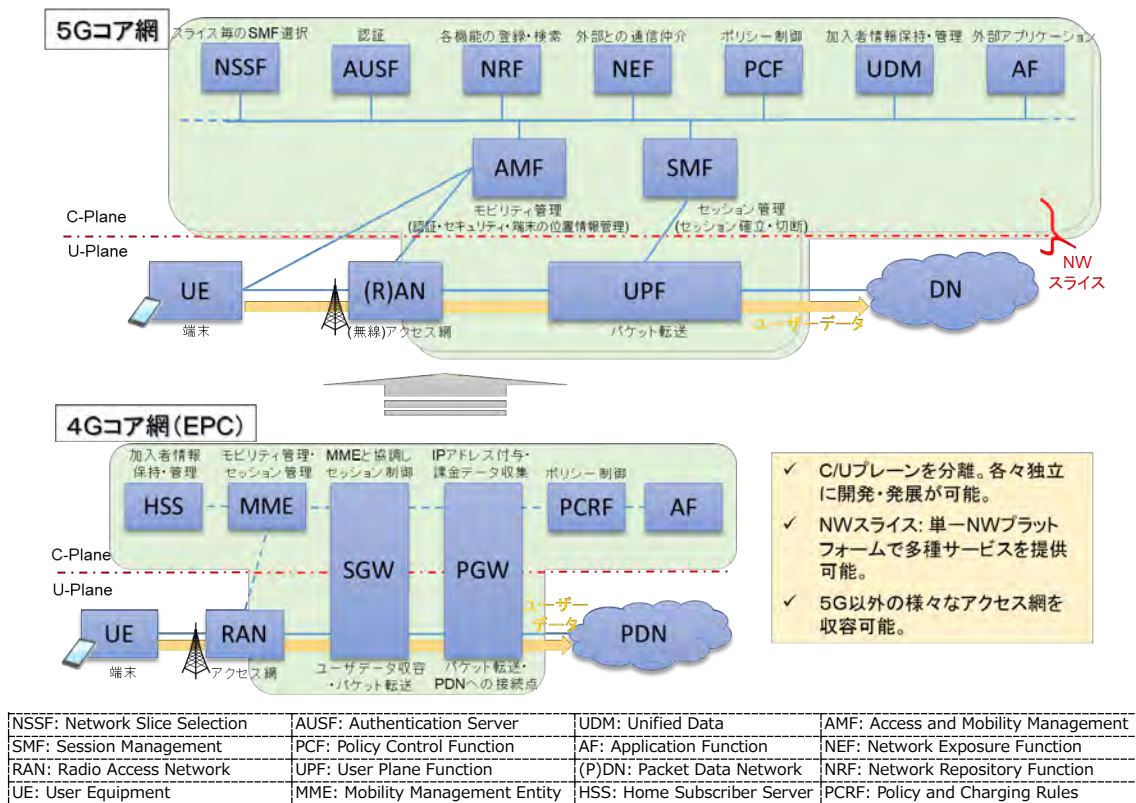 5Gコア網
スライス毎のSMF選択
認証
各機能の登録・検索
外部との通信仲介
ポリシー制御
加入者情報保持・管理
外部アプリケーション
NSSF
AUSF
NRF
NEF
PCF
UDM
AF
AMF
SMF
モビリティ管理
(認証・セキュリティ・端末の位置情報管理)
セッション管理
(セッション確立・切断)
C-Plane
U-Plane
NW
スライス
UE
(R)AN
UPF
DN
端末
(無線)アクセス網
パケット転送
ユーザーデータ
4Gコア網(EPC)
加入者情報
保持・管理
モビリティ管理・
セッション管理
MMEと協調し
セッション制御
IPアドレス付与・
課金データ収集
ポリシー制御
HSS
MME
SGW
PGW
PCRF
AF
C-Plane
U-Plane
UE
RAN
ユーザー
データ
PDN
端末
アクセス網
ユーザデータ収容
・パケット転送
パケット転送・
PDNへの接続点
✓ C/Uプレーンを分離。各々独立
に開発・発展が可能。
✓ NWスライス: 単一NWプラット
フォームで多種サービスを提供
可能。
✓ 5G以外の様々なアクセス網を
収容可能。
NSSF: Network Slice Selection AUSF: Authentication Server UDM: Unified Data AMF: Access and Mobility Management
SMF: Session Management PCF: Policy Control Function AF: Application Function NEF: Network Exposure Function
RAN: Radio Access Network UPF: User Plane Function (P)DN: Packet Data Network NRF: Network Repository Function
UE: User Equipment MME: Mobility Management Entity HSS: Home Subscriber Server PCRF: Policy and Charging Rules